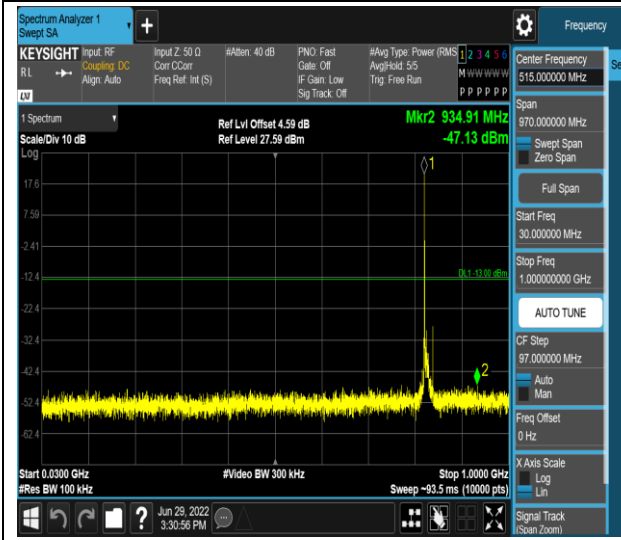 Spectrum Analyzer 1
Swept SA
Frequency
KEYSIGHT
RL
LXI
Input: RF
Coupling: DC
Align: Auto
Input Z: 50 Ω
Corr CCorr
Freq Ref: Int (S)
#Atten: 40 dB
PNO: Fast
Gate: Off
IF Gain: Low
Sig Track: Off
#Avg Type: Power (RMS
Avg|Hold: 5/5
Trig: Free Run
1 2 3 4 5 6
M W W W W W
P P P P P P
1 Spectrum
Scale/Div 10 dB
Log
Ref Lvl Offset 4.59 dB
Ref Level 27.59 dBm
Mkr2 934.91 MHz
-47.13 dBm
1
17.6
7.59
-2.41
-12.4
DL1 -13.00 dBm
-22.4
-32.4
-42.4
2
-52.4
-62.4
Start 0.0300 GHz
#Res BW 100 kHz
#Video BW 300 kHz
Stop 1.0000 GHz
Sweep ~93.5 ms (10000 pts)
?
Jun 29, 2022
3:30:56 PM
Center Frequency
515.000000 MHz
Se
Span
970.000000 MHz
Swept Span
Zero Span
Full Span
Start Freq
30.000000 MHz
Stop Freq
1.000000000 GHz
AUTO TUNE
CF Step
97.000000 MHz
Auto
Man
Freq Offset
0 Hz
X Axis Scale
Log
Lin
Signal Track
(Span Zoom)